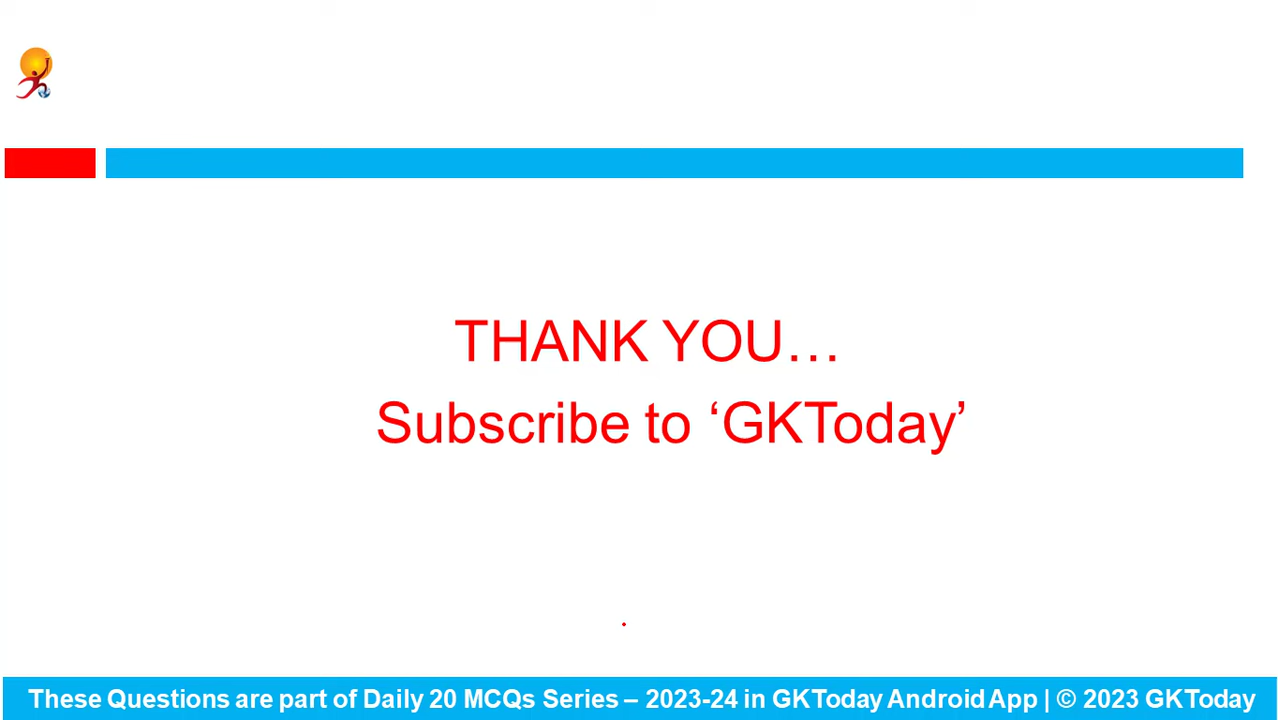 THANK YOU…
Subscribe to ‘GKToday’
These Questions are part of Daily 20 MCQs Series – 2023-24 in GKToday Android App | © 2023 GKToday